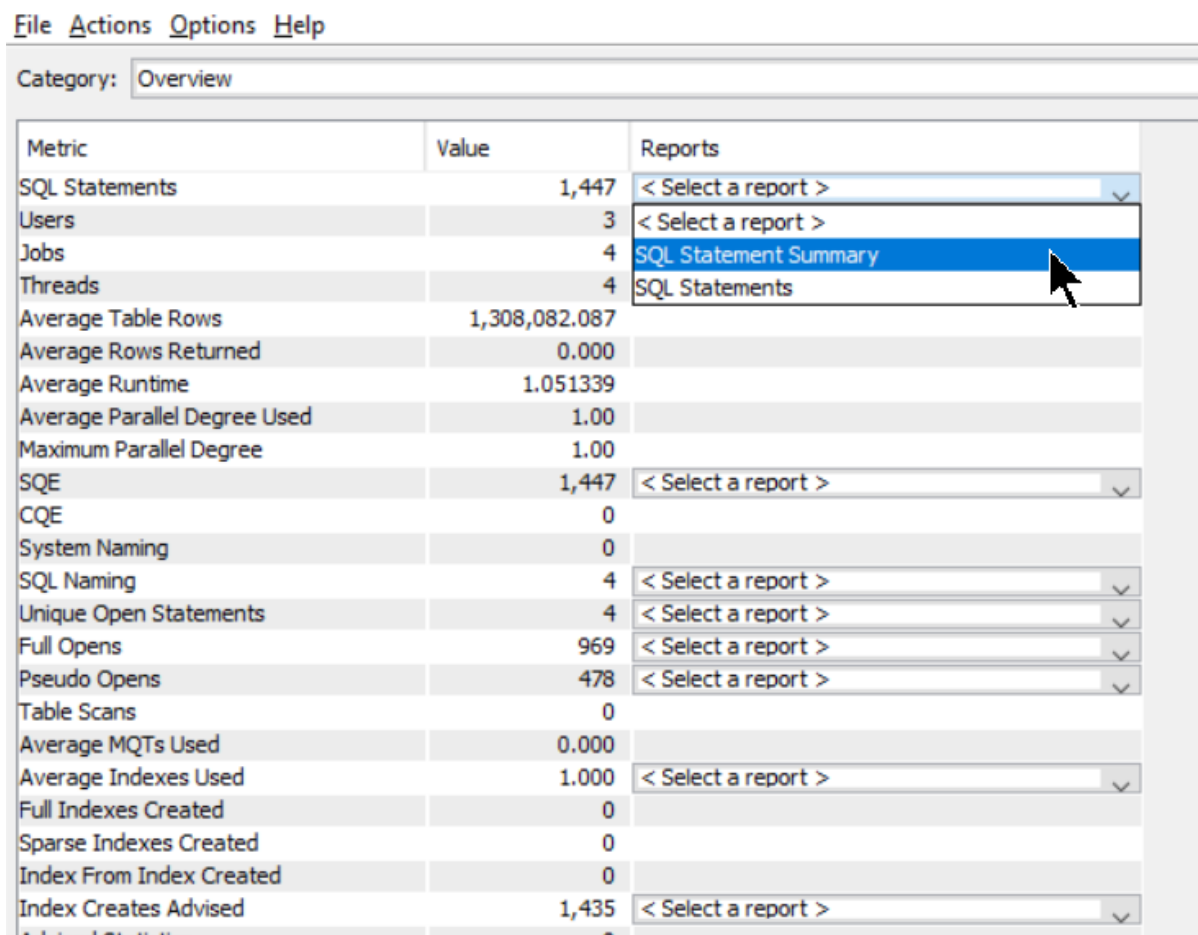 File Actions Options Help
Category: Overview
Metric Value Reports
SQL Statements 1,447 < Select a report >
Users 3 < Select a report >
Jobs 4 SQL Statement Summary
Threads 4 SQL Statements
Average Table Rows 1,308,082.087
Average Rows Returned 0.000
Average Runtime 1.051339
Average Parallel Degree Used 1.00
Maximum Parallel Degree 1.00
SQE 1,447 < Select a report >
CQE 0
System Naming 0
SQL Naming 4 < Select a report >
Unique Open Statements 4 < Select a report >
Full Opens 969 < Select a report >
Pseudo Opens 478 < Select a report >
Table Scans 0
Average MQTs Used 0.000
Average Indexes Used 1.000 < Select a report >
Full Indexes Created 0
Sparse Indexes Created 0
Index From Index Created 0
Index Creates Advised 1,435 < Select a report >